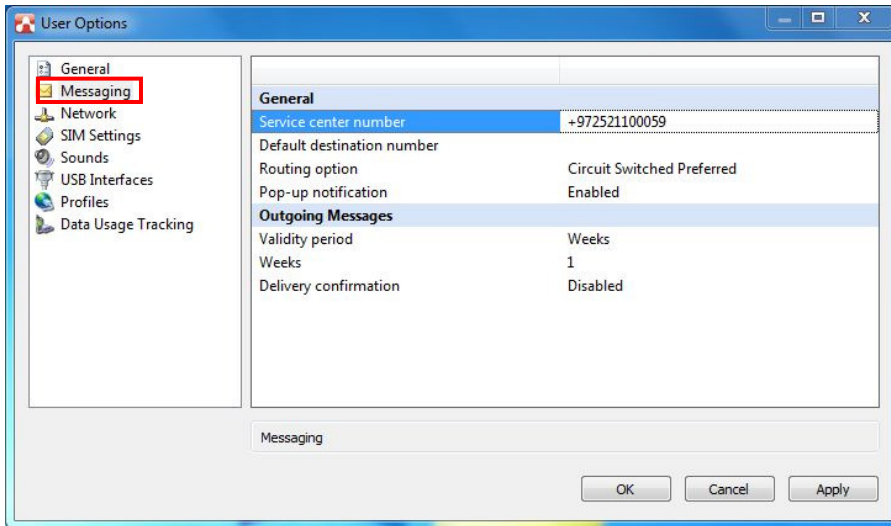 User Options
General
Messaging
Network
SIM Settings
Sounds
USB Interfaces
Profiles
Data Usage Tracking
General
Service center number +972521100059
Default destination number
Routing option Circuit Switched Preferred
Pop-up notification Enabled
Outgoing Messages
Validity period Weeks
Weeks 1
Delivery confirmation Disabled
Messaging
OK Cancel Apply